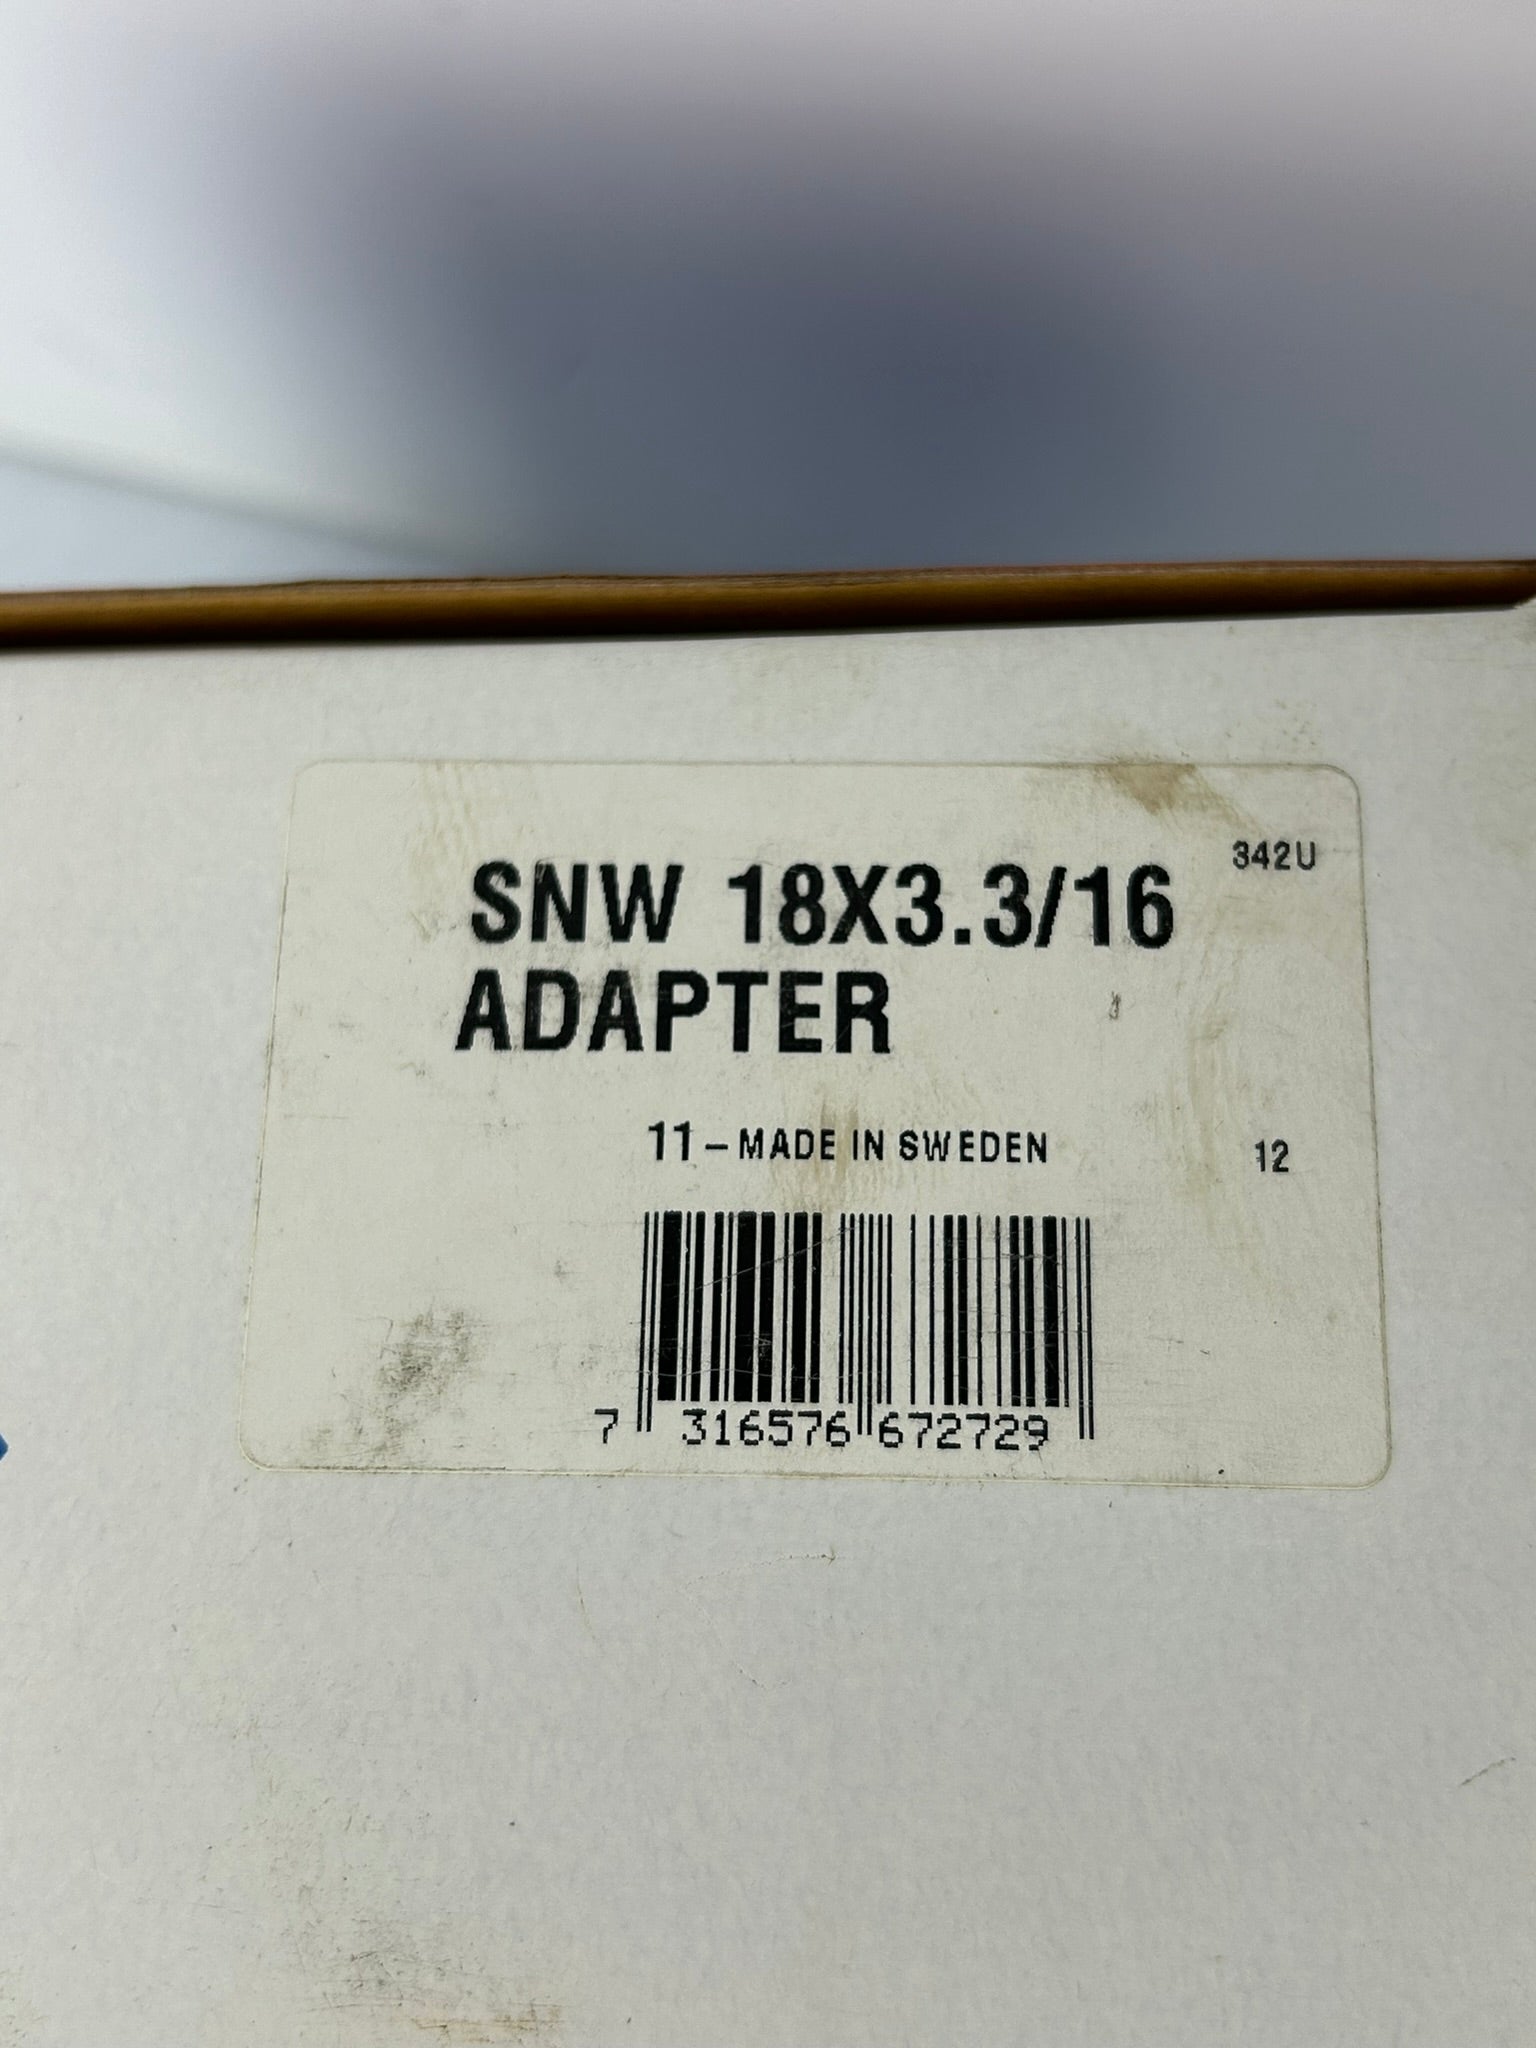 342U
SNW 18X3.3/16
ADAPTER
11-MADE IN SWEDEN 12
7 316576 672729